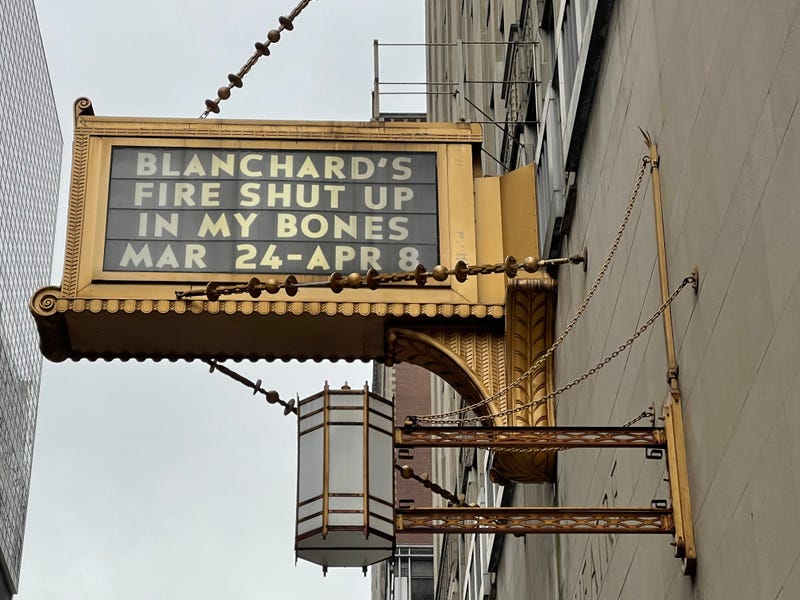 BLANCHARD'S
FIRE SHUT UP
IN MY BONES
MAR 24-APR 8